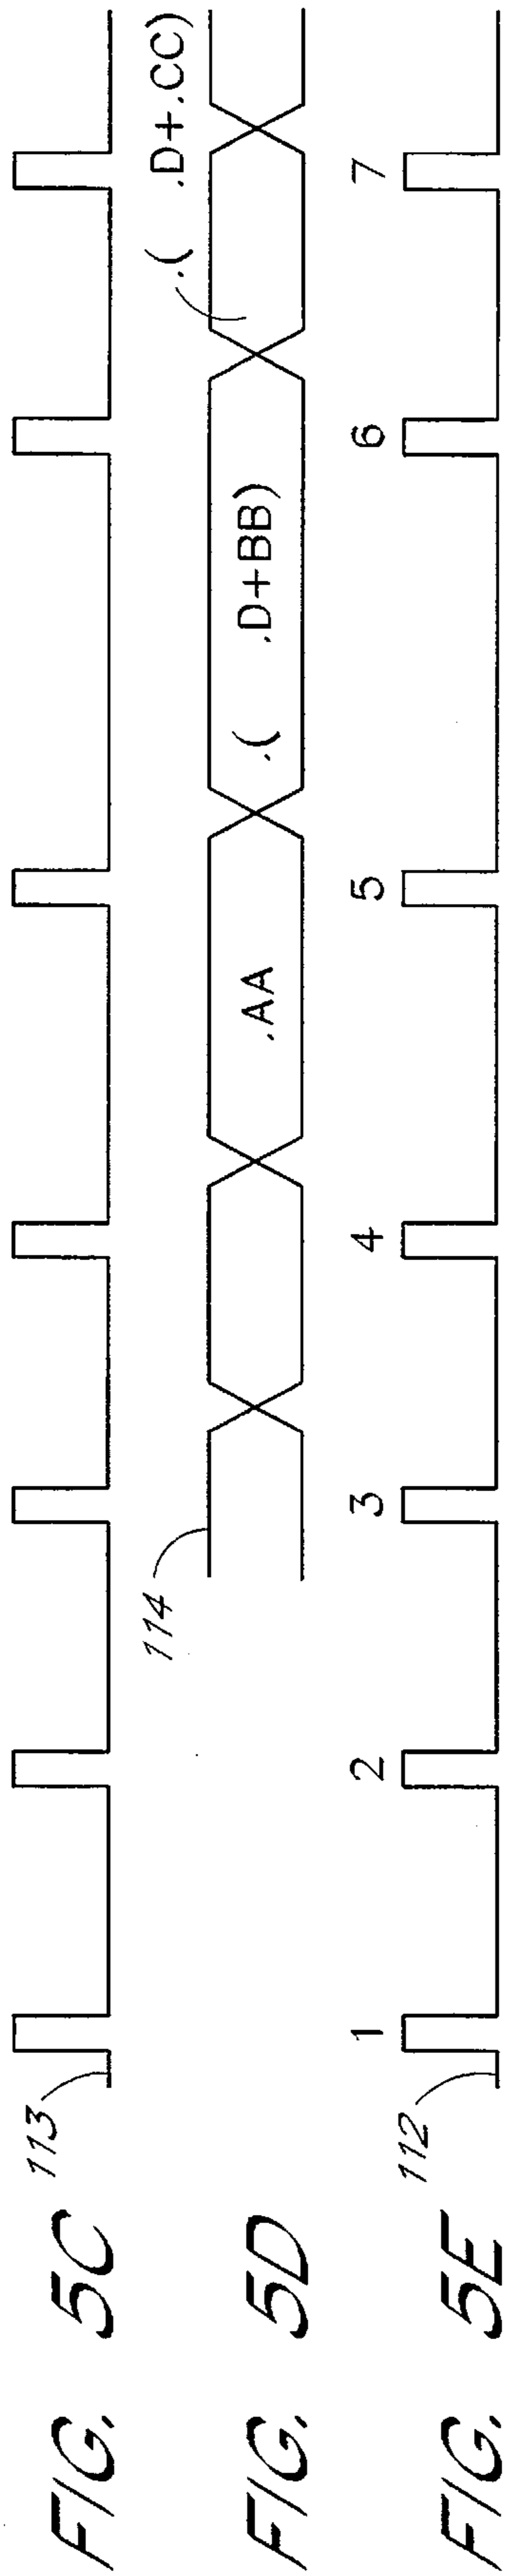 FIG. 5C
113
FIG. 5D
114
.AA
.(   .D+BB)
.(   .D+.CC)
FIG. 5E
112
1 2 3 4 5 6 7